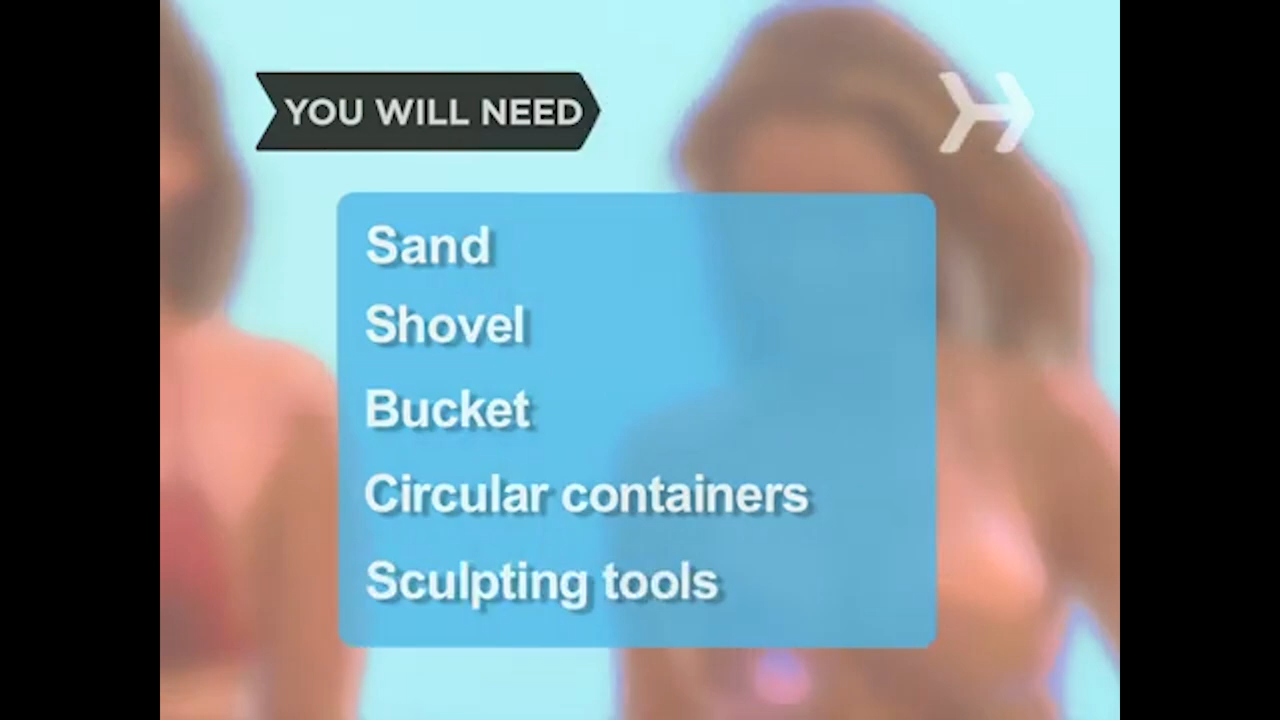 YOU WILL NEED
Sand
Shovel
Bucket
Circular containers
Sculpting tools